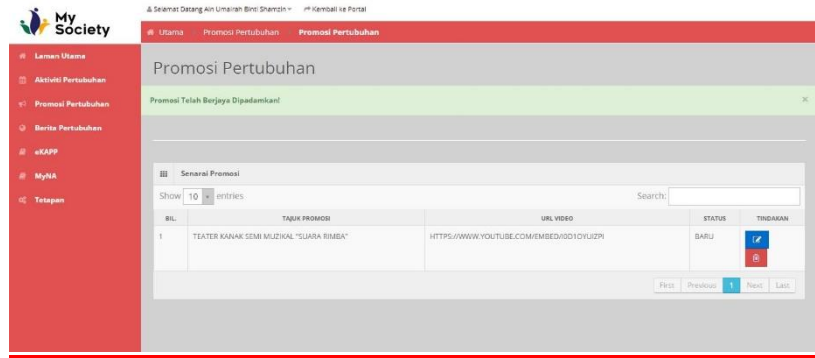 My Society
Selamat Datang Ain Umairah Binti Shamzin
Kembali ke Portal
Utama Promosi Pertubuhan Promosi Pertubuhan
Laman Utama
Aktiviti Pertubuhan
Promosi Pertubuhan
Berita Pertubuhan
eKAPP
MyNA
Tetapan
Promosi Pertubuhan
Promosi Telah Berjaya Dipadamkan!
×
Senarai Promosi
Show 10 entries
Search:
BIL. TAJUK PROMOSI URL VIDEO STATUS TINDAKAN
1 TEATER KANAK SEMI MUZIKAL "SUARA RIMBA" BARU
First Previous 1 Next Last